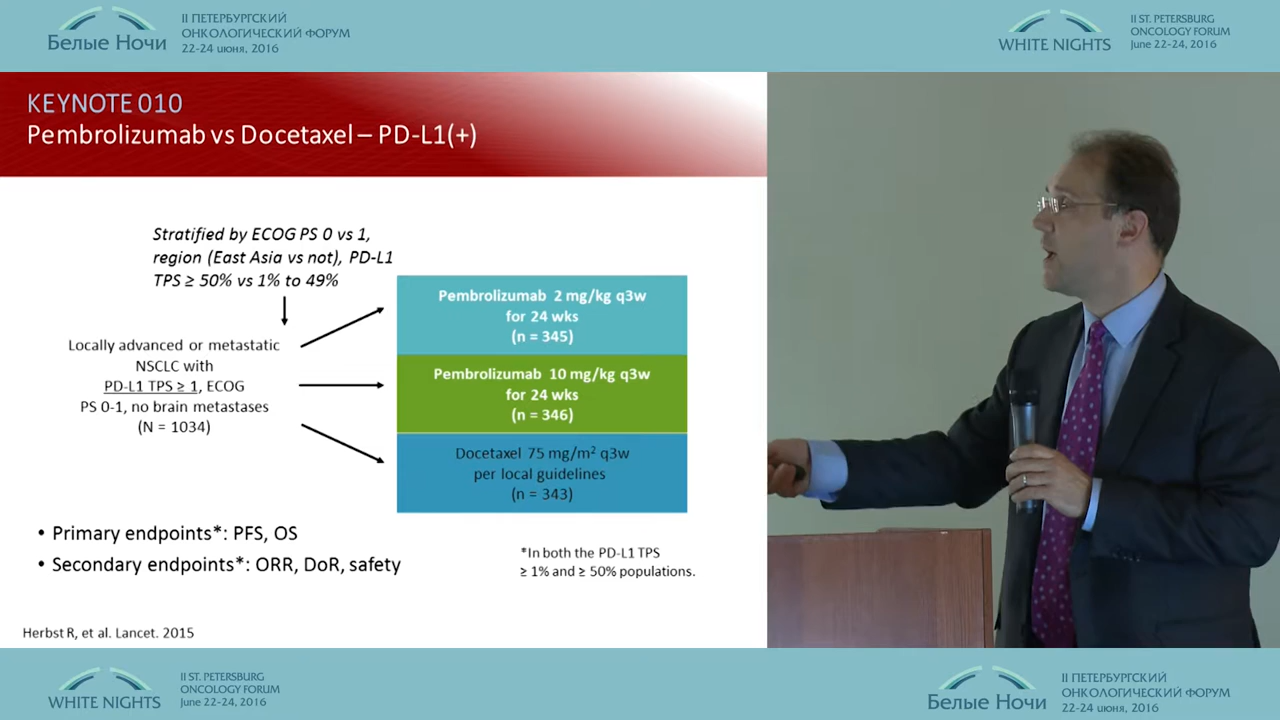 Белые Ночи
II ПЕТЕРБУРГСКИЙ
ОНКОЛОГИЧЕСКИЙ ФОРУМ
22-24 июня, 2016
WHITE NIGHTS
II ST. PETERSBURG
ONCOLOGY FORUM
June 22-24, 2016
KEYNOTE 010
Pembrolizumab vs Docetaxel – PD-L1(+)
Stratified by ECOG PS 0 vs 1,
region (East Asia vs not), PD-L1
TPS ≥ 50% vs 1% to 49%
Locally advanced or metastatic
NSCLC with
PD-L1 TPS ≥ 1, ECOG
PS 0-1, no brain metastases
(N = 1034)
Pembrolizumab 2 mg/kg q3w
for 24 wks
(n = 345)
Pembrolizumab 10 mg/kg q3w
for 24 wks
(n = 346)
Docetaxel 75 mg/m² q3w
per local guidelines
(n = 343)
• Primary endpoints*: PFS, OS
• Secondary endpoints*: ORR, DoR, safety
*In both the PD-L1 TPS
≥ 1% and ≥ 50% populations.
Herbst R, et al. Lancet. 2015
WHITE NIGHTS
II ST. PETERSBURG
ONCOLOGY FORUM
June 22-24, 2016
Белые Ночи
II ПЕТЕРБУРГСКИЙ
ОНКОЛОГИЧЕСКИЙ ФОРУМ
22-24 июня, 2016